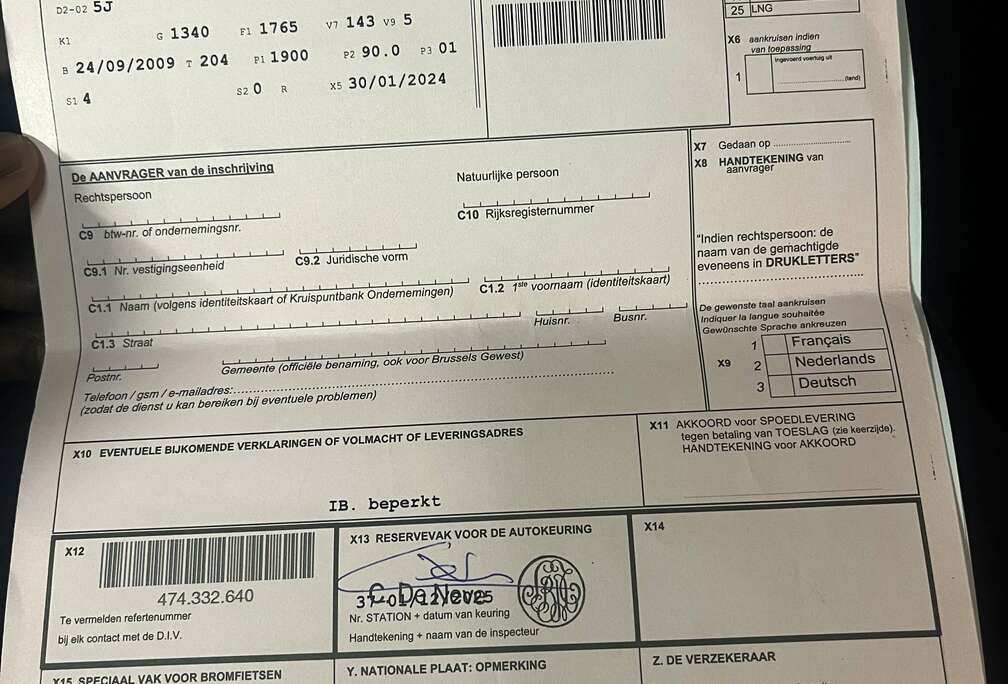 D2-02 5J
K1 G 1340 F1 1765 V7 143 V9 5
B 24/09/2009 T 204 P1 1900 P2 90.0 P3 01
S1 4 S2 0 R X5 30/01/2024
25 LNG
X6 aankruisen indien
van toepassing
1 Ingevoerd voertuig uit
(land)
De AANVRAGER van de inschrijving
Rechtspersoon
Natuurlijke persoon
C9 btw-nr. of ondernemingsnr.
C10 Rijksregisternummer
C9.1 Nr. vestigingseenheid
C9.2 Juridische vorm
C1.1 Naam (volgens identiteitskaart of Kruispuntbank Ondernemingen)
C1.2 1ste voornaam (identiteitskaart)
C1.3 Straat
Huisnr.
Busnr.
Postnr.
Gemeente (officiële benaming, ook voor Brussels Gewest)
Telefoon / gsm / e-mailadres:
(zodat de dienst u kan bereiken bij eventuele problemen)
X7 Gedaan op
X8 HANDTEKENING van
aanvrager
"Indien rechtspersoon: de
naam van de gemachtigde
eveneens in DRUKLETTERS"
De gewenste taal aankruisen
Indiquer la langue souhaitée
Gewünschte Sprache ankreuzen
X9
1 Français
2 Nederlands
3 Deutsch
X10 EVENTUELE BIJKOMENDE VERKLARINGEN OF VOLMACHT OF LEVERINGSADRES
IB. beperkt
X11 AKKOORD voor SPOEDLEVERING
tegen betaling van TOESLAG (zie keerzijde).
HANDTEKENING voor AKKOORD
X12
474.332.640
Te vermelden refertenummer
bij elk contact met de D.I.V.
X13 RESERVEVAK VOOR DE AUTOKEURING
C. De Neve
37-01/12/2025
Nr. STATION + datum van keuring
Handtekening + naam van de inspecteur
X14
X15 SPECIAAL VAK VOOR BROMFIETSEN
Y. NATIONALE PLAAT: OPMERKING
Z. DE VERZEKERAAR